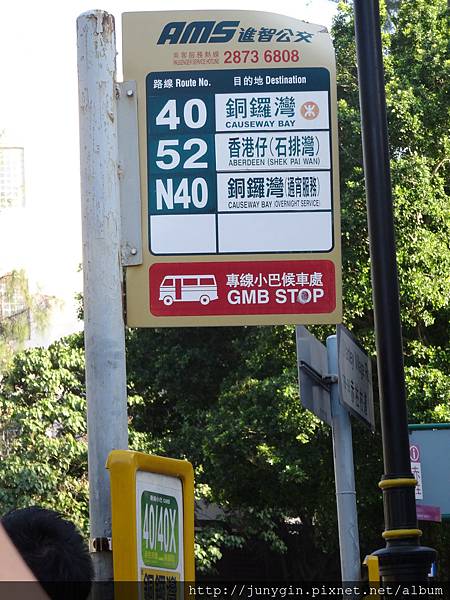 AMS 進智公交
乘客服務熱線
PASSENGER SERVICE HOTLINE
2873 6808
路線 Route No.
目的地 Destination
40
銅鑼灣
CAUSEWAY BAY
52
香港仔(石排灣)
ABERDEEN (SHEK PAI WAN)
N40
銅鑼灣(通宵服務)
CAUSEWAY BAY (OVERNIGHT SERVICE)
專線小巴候車處
GMB STOP
40/40X
銅鑼灣
http://junygin.pixnet.net/album